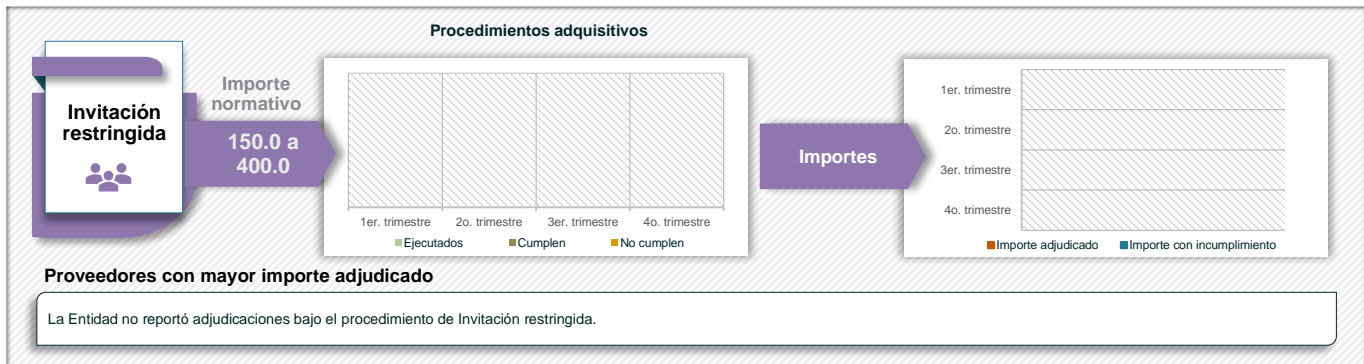 Procedimientos adquisitivos
Invitación
restringida
Importe
normativo
150.0 a
400.0
1er. trimestre
2o. trimestre
3er. trimestre
4o. trimestre
Ejecutados
Cumplen
No cumplen
Importes
1er. trimestre
2o. trimestre
3er. trimestre
4o. trimestre
Importe adjudicado
Importe con incumplimiento
Proveedores con mayor importe adjudicado
La Entidad no reportó adjudicaciones bajo el procedimiento de Invitación restringida.